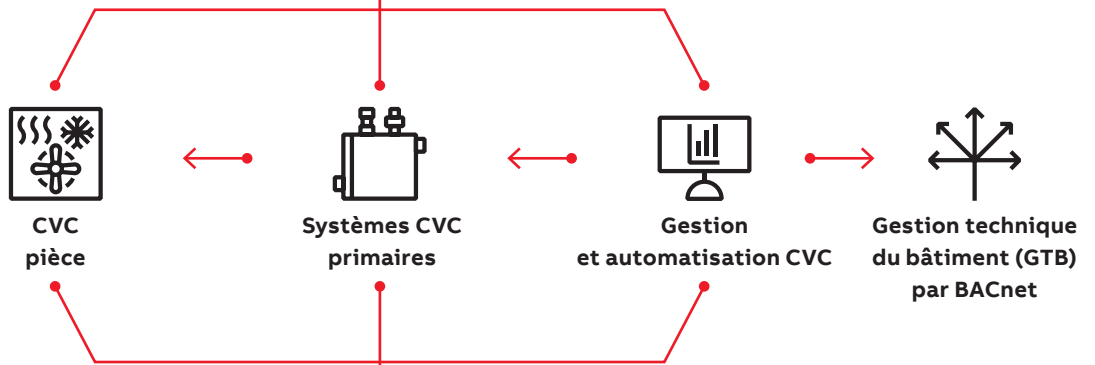 CVC
pièce
Systèmes CVC
primaires
Gestion
et automatisation CVC
Gestion technique
du bâtiment (GTB)
par BACnet